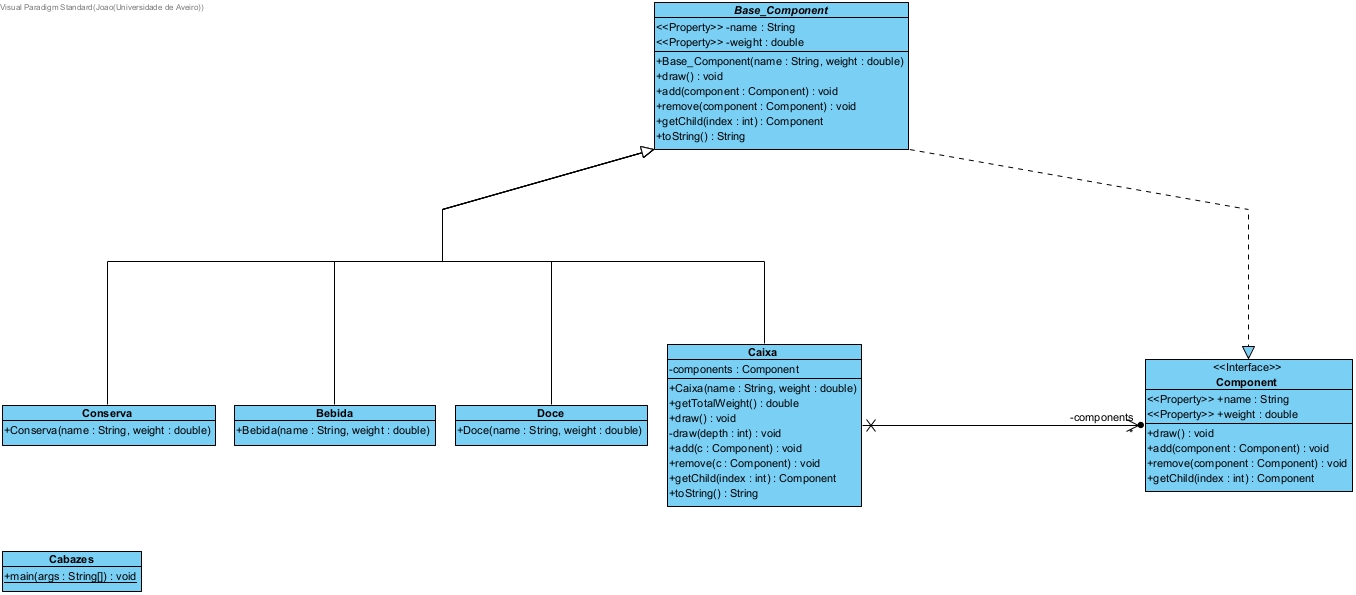 Visual Paradigm Standard(Joao(Universidade de Aveiro))
Base_Component
<<Property>> -name : String
<<Property>> -weight : double
+Base_Component(name : String, weight : double)
+draw() : void
+add(component : Component) : void
+remove(component : Component) : void
+getChild(index : int) : Component
+toString() : String
Conserva
+Conserva(name : String, weight : double)
Bebida
+Bebida(name : String, weight : double)
Doce
+Doce(name : String, weight : double)
Caixa
-components : Component
+Caixa(name : String, weight : double)
+getTotalWeight() : double
+draw() : void
-draw(depth : int) : void
+add(c : Component) : void
+remove(c : Component) : void
+getChild(index : int) : Component
+toString() : String
-components
*
<<Interface>>
Component
<<Property>> +name : String
<<Property>> +weight : double
+draw() : void
+add(component : Component) : void
+remove(component : Component) : void
+getChild(index : int) : Component
Cabazes
+main(args : String[]) : void